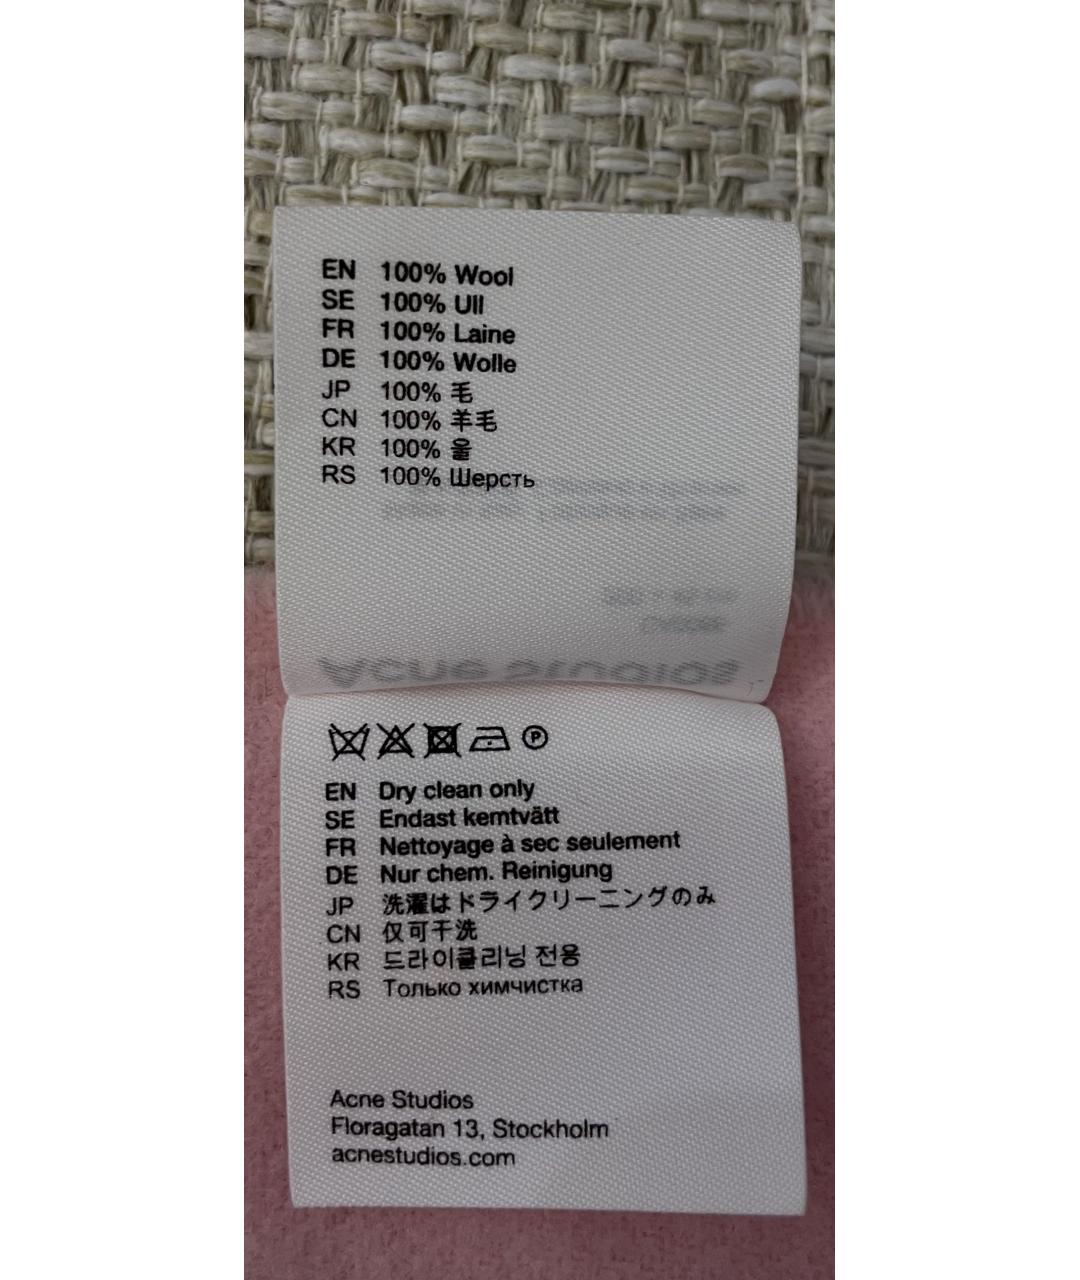 EN 100% Wool
SE 100% Ull
FR 100% Laine
DE 100% Wolle
JP 100% 毛
CN 100% 羊毛
KR 100% 울
RS 100% Шерсть
Acne Studios
P
EN Dry clean only
SE Endast kemtvätt
FR Nettoyage à sec seulement
DE Nur chem. Reinigung
JP 洗濯はドライクリーニングのみ
CN 仅可干洗
KR 드라이클리닝 전용
RS Только химчистка
Acne Studios
Floragatan 13, Stockholm
acnestudios.com